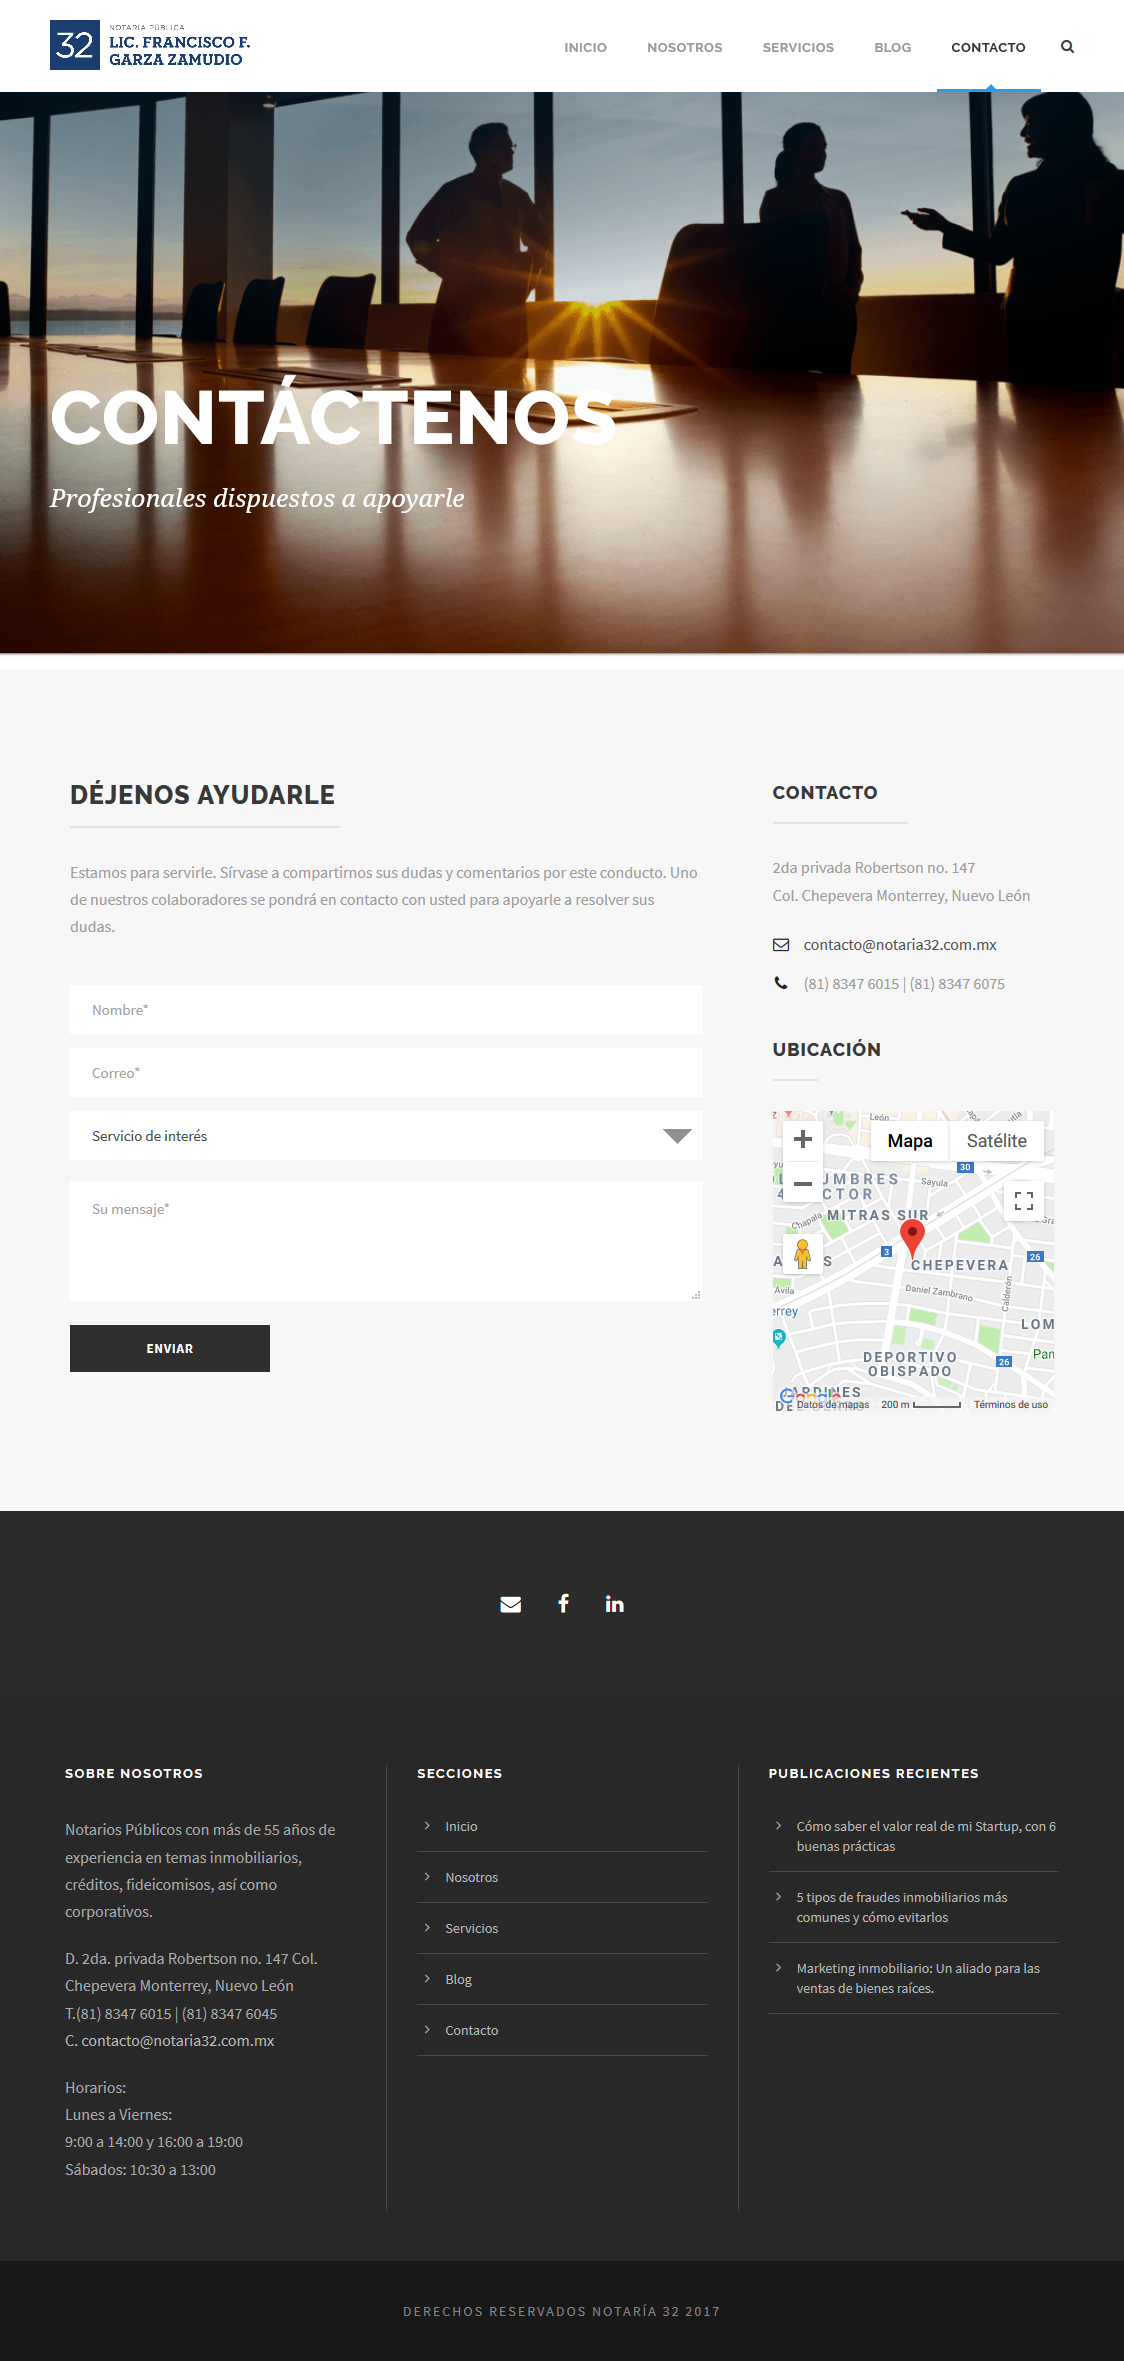 32
NOTARÍA PÚBLICA
LIC. FRANCISCO F.
GARZA ZAMUDIO
INICIO
NOSOTROS
SERVICIOS
BLOG
CONTACTO
CONTÁCTENOS
Profesionales dispuestos a apoyarle
DÉJENOS AYUDARLE
Estamos para servirle. Sírvase a compartirnos sus dudas y comentarios por este conducto. Uno
de nuestros colaboradores se pondrá en contacto con usted para apoyarle a resolver sus
dudas.
Nombre*
Correo*
Servicio de interés
Su mensaje*
ENVIAR
CONTACTO
2da privada Robertson no. 147
Col. Chepevera Monterrey, Nuevo León
contacto@notaria32.com.mx
(81) 8347 6015 | (81) 8347 6075
UBICACIÓN
León
Mapa
Satélite
30
UMBRES
Sayula
CTOR
MITRAS SUR
Chapala
3
26
CHEPEVERA
Ávila
Daniel Zambrano
Calderón
LOM
Pan
DEPORTIVO
OBISPADO
26
Google
Datos de mapas
200 m
Términos de uso
SOBRE NOSOTROS
Notarios Públicos con más de 55 años de
experiencia en temas inmobiliarios,
créditos, fideicomisos, así como
corporativos.
D. 2da. privada Robertson no. 147 Col.
Chepevera Monterrey, Nuevo León
T.(81) 8347 6015 | (81) 8347 6045
C. contacto@notaria32.com.mx
Horarios:
Lunes a Viernes:
9:00 a 14:00 y 16:00 a 19:00
Sábados: 10:30 a 13:00
SECCIONES
Inicio
Nosotros
Servicios
Blog
Contacto
PUBLICACIONES RECIENTES
Cómo saber el valor real de mi Startup, con 6
buenas prácticas
5 tipos de fraudes inmobiliarios más
comunes y cómo evitarlos
Marketing inmobiliario: Un aliado para las
ventas de bienes raíces.
DERECHOS RESERVADOS NOTARÍA 32 2017